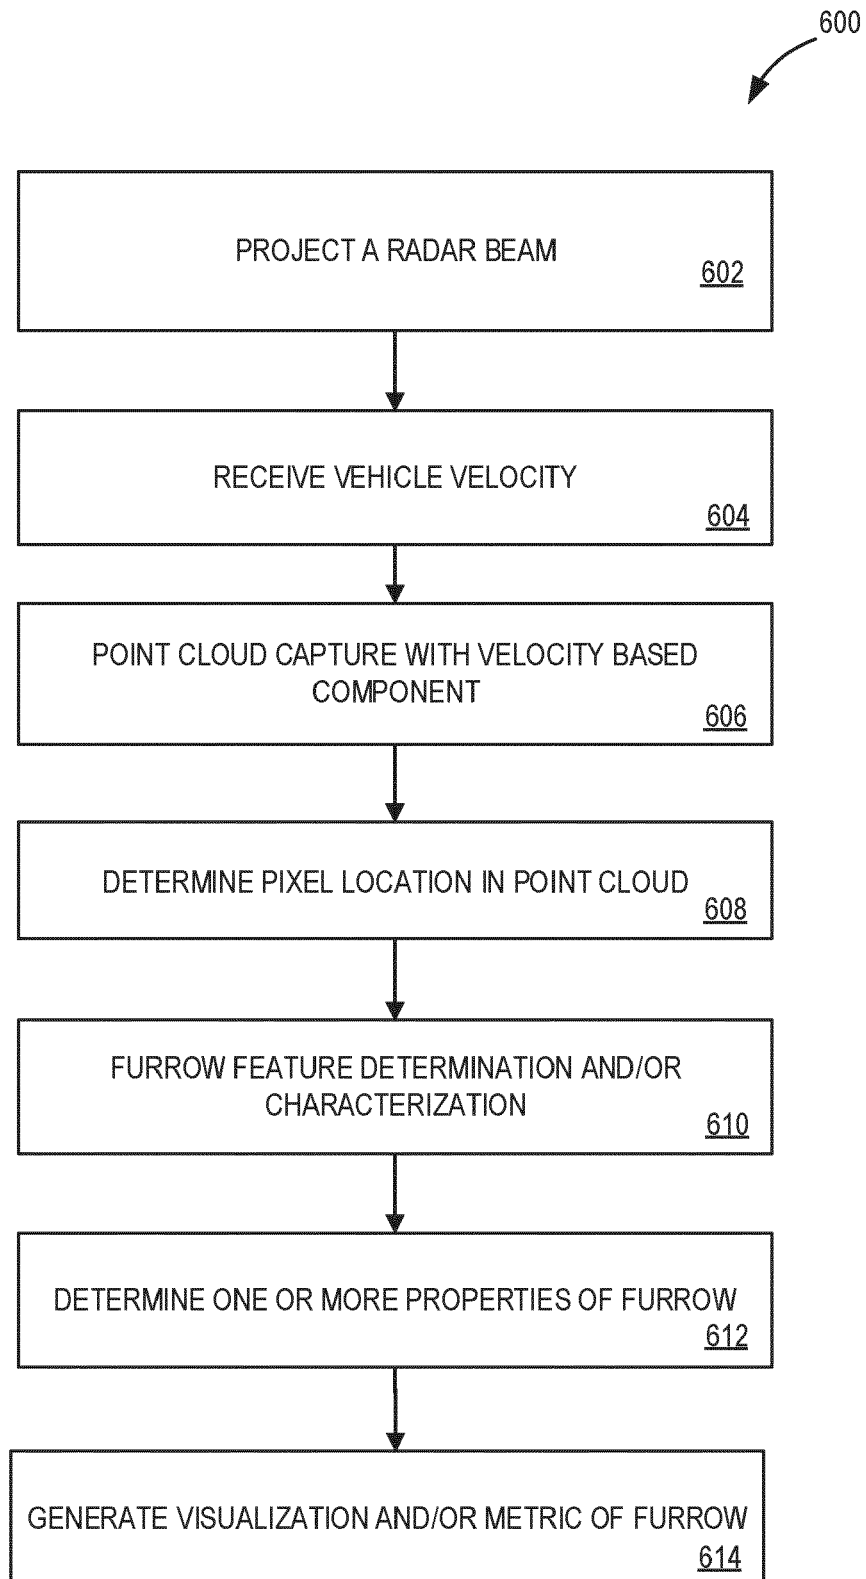 600
PROJECT A RADAR BEAM
602
RECEIVE VEHICLE VELOCITY
604
POINT CLOUD CAPTURE WITH VELOCITY BASED
COMPONENT
606
DETERMINE PIXEL LOCATION IN POINT CLOUD
608
FURROW FEATURE DETERMINATION AND/OR
CHARACTERIZATION
610
DETERMINE ONE OR MORE PROPERTIES OF FURROW
612
GENERATE VISUALIZATION AND/OR METRIC OF FURROW
614